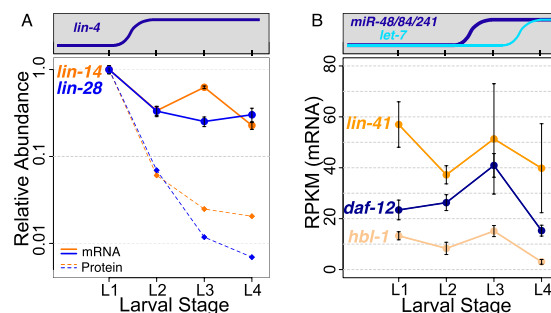 A
lin-4
lin-14
lin-28
Relative Abundance
1.0
0.1
0.01
mRNA
Protein
L1 L2 L3 L4
Larval Stage
B
miR-48/84/241
let-7
RPKM (mRNA)
80
60
40
20
0
lin-41
daf-12
hbl-1
L1 L2 L3 L4
Larval Stage